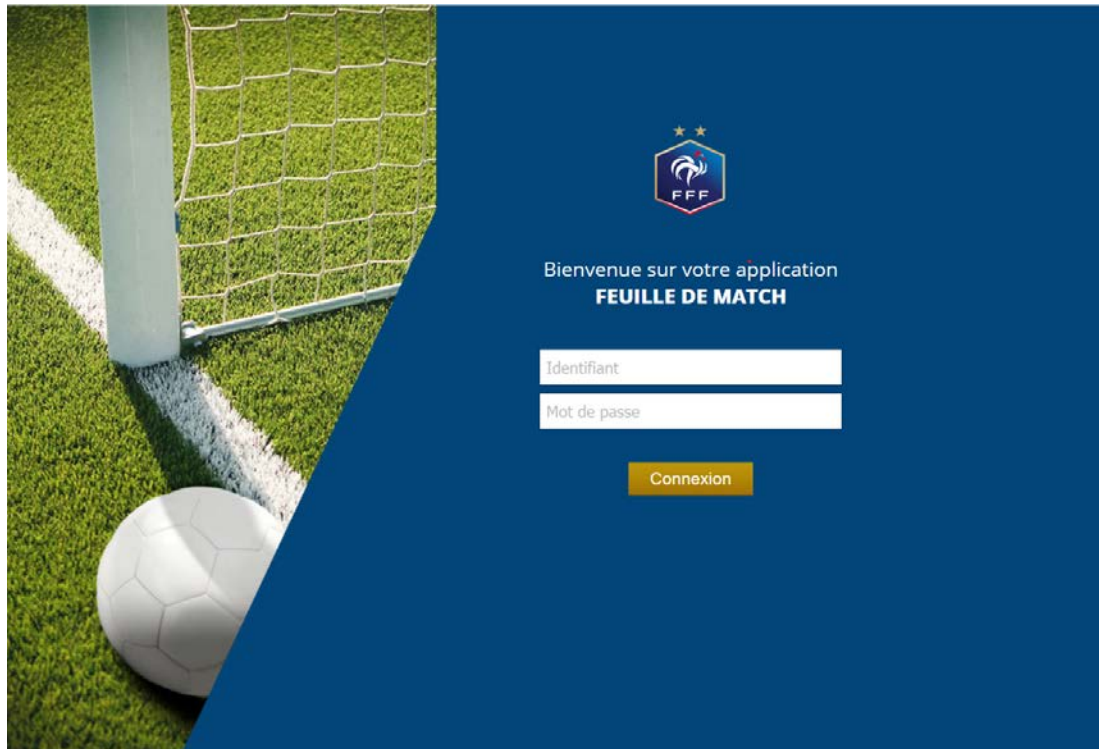 FFF
Bienvenue sur votre application
FEUILLE DE MATCH
Identifiant
Mot de passe
Connexion